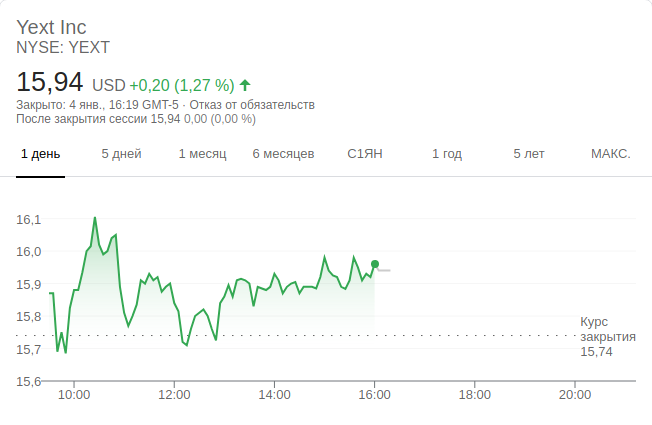 Yext Inc
NYSE: YEXT
15,94 USD +0,20 (1,27 %)
Закрыто: 4 янв., 16:19 GMT-5 · Отказ от обязательств
После закрытия сессии 15,94 0,00 (0,00 %)
1 день 5 дней 1 месяц 6 месяцев С1ЯН 1 год 5 лет МАКС.
16,1
16,0
15,9
15,8
15,7
15,6
Курс
закрытия
15,74
10:00 12:00 14:00 16:00 18:00 20:00